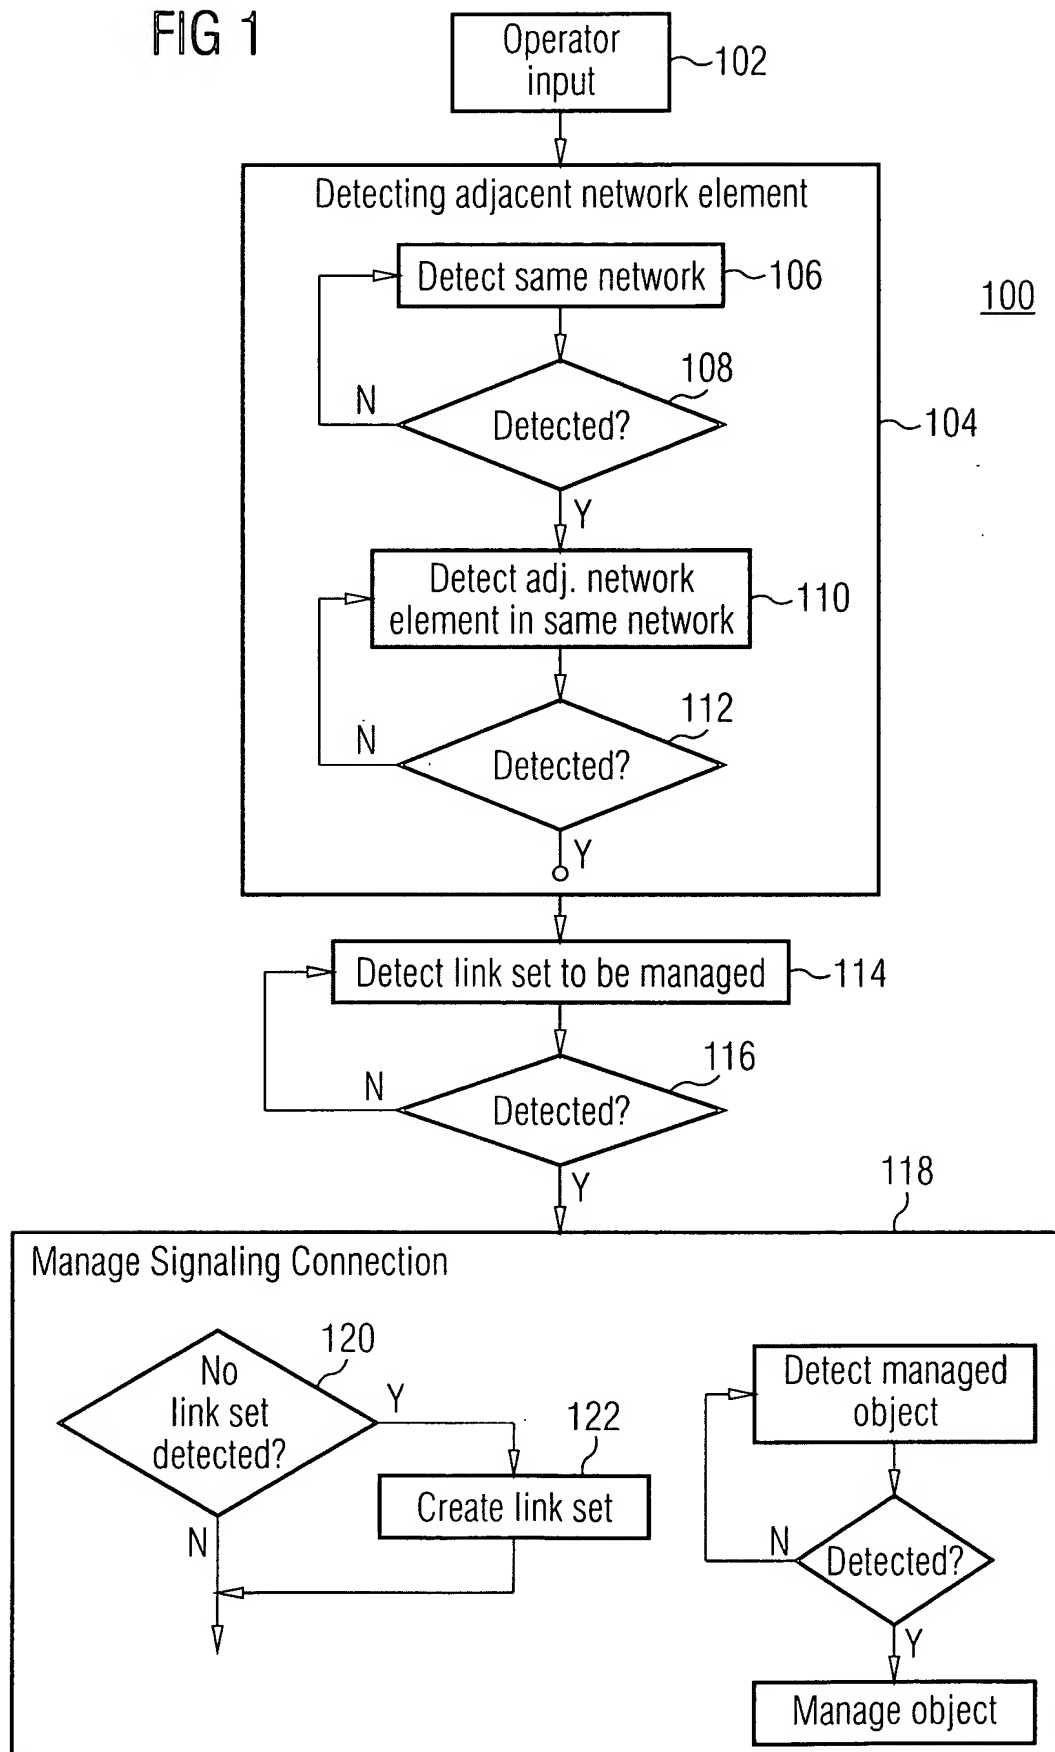 FIG 1
Operator
input
102
Detecting adjacent network element
Detect same network
106
100
108
N
Detected?
104
Y
Detect adj. network
element in same network
110
112
N
Detected?
Y
Detect link set to be managed
114
116
N
Detected?
Y
118
Manage Signaling Connection
120
No
link set
detected?
Y
122
Create link set
N
Detect managed
object
N
Detected?
Y
Manage object